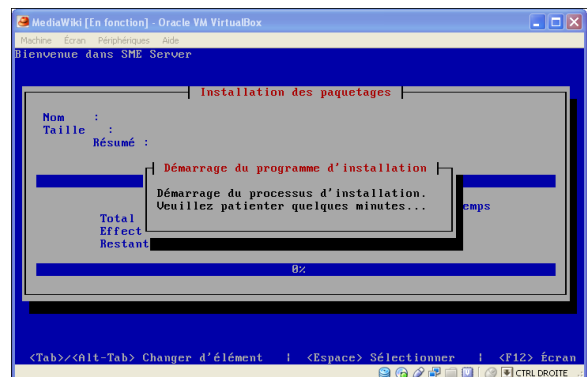 MediaWiki [En fonction] - Oracle VM VirtualBox
Machine Écran Périphériques Aide
Bienvenue dans SME Server
Installation des paquetages
Nom :
Taille :
Résumé :
Démarrage du programme d'installation
Démarrage du processus d'installation.
Veuillez patienter quelques minutes...
emps
Total
Effect
Restant
0%
<Tab>/<Alt-Tab> Changer d'élément | <Espace> Sélectionner | <F12> Écran
CTRL DROITE